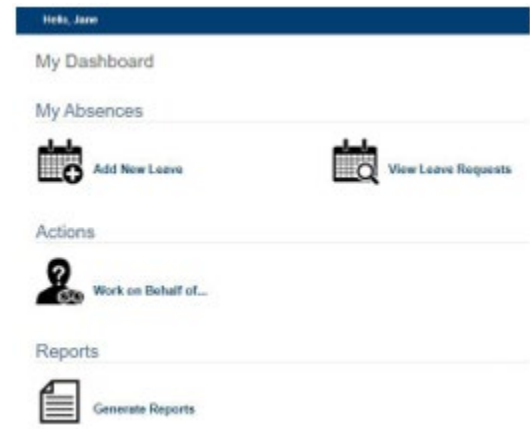 Hello, Jane
My Dashboard
My Absences
Add New Leave
View Leave Requests
Actions
Work on Behalf of...
Reports
Generate Reports